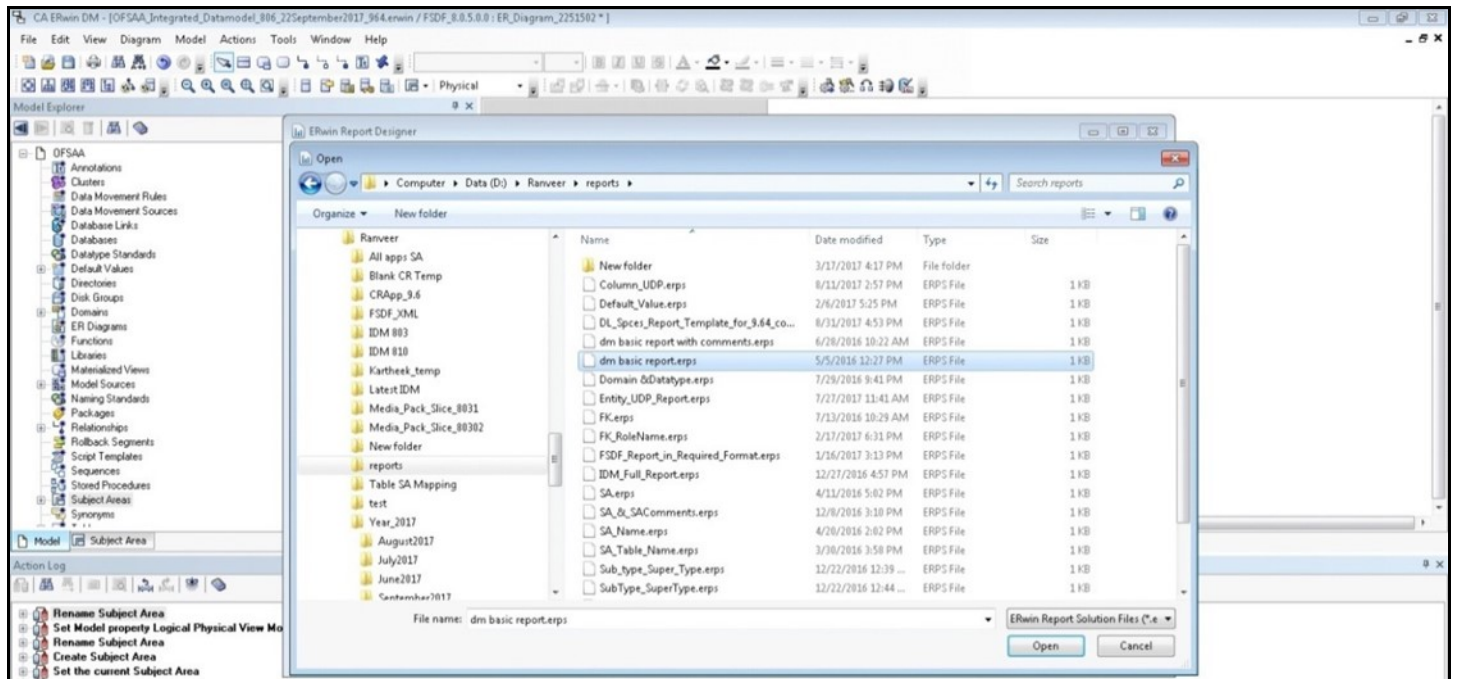 CA ERwin DM - [OFSAA_Integrated_Datamodel_806_22September2017_964.erwin / FSDF_8.0.5.0.0 : ER_Diagram_2251502 * ]
File Edit View Diagram Model Actions Tools Window Help
Physical
Model Explorer
OFSAA
Annotations
Clusters
Data Movement Rules
Data Movement Sources
Database Links
Databases
Datatype Standards
Default Values
Directories
Disk Groups
Domains
ER Diagrams
Functions
Libraries
Materialized Views
Model Sources
Naming Standards
Packages
Relationships
Rollback Segments
Script Templates
Sequences
Stored Procedures
Subject Areas
Synonyms
Model Subject Area
Action Log
Rename Subject Area
Set Model property Logical Physical View Mo
Rename Subject Area
Create Subject Area
Set the current Subject Area
ERwin Report Designer
Open
Computer Data (D:) Ranveer reports
Search reports
Organize New folder
Ranveer
All apps SA
Blank CR Temp
CRApp_9.6
FSDF_XML
IDM 803
IDM 810
Kartheek_temp
Latest IDM
Media_Pack_Slice_8031
Media_Pack_Slice_80302
New folder
reports
Table SA Mapping
test
Year_2017
August2017
July2017
June2017
September2017
Name Date modified Type Size
New folder 3/17/2017 4:17 PM File folder
Column_UDP.erps 8/11/2017 2:57 PM ERPS File 1 KB
Default_Value.erps 2/6/2017 5:25 PM ERPS File 1 KB
DL_Spces_Report_Template_for_9.64_co... 8/31/2017 4:53 PM ERPS File 1 KB
dm basic report with comments.erps 6/28/2016 10:22 AM ERPS File 1 KB
dm basic report.erps 5/5/2016 12:27 PM ERPS File 1 KB
Domain &Datatype.erps 7/29/2016 9:41 PM ERPS File 1 KB
Entity_UDP_Report.erps 7/27/2017 11:41 AM ERPS File 1 KB
FK.erps 7/13/2016 10:29 AM ERPS File 1 KB
FK_RoleName.erps 2/17/2017 6:31 PM ERPS File 1 KB
FSDF_Report_in_Required_Format.erps 1/16/2017 3:13 PM ERPS File 1 KB
IDM_Full_Report.erps 12/27/2016 4:57 PM ERPS File 1 KB
SA.erps 4/11/2016 5:02 PM ERPS File 1 KB
SA_&_SAComments.erps 12/8/2016 3:10 PM ERPS File 1 KB
SA_Name.erps 4/20/2016 2:02 PM ERPS File 1 KB
SA_Table_Name.erps 3/30/2016 3:58 PM ERPS File 1 KB
Sub_type_Super_Type.erps 12/22/2016 12:39 ... ERPS File 1 KB
SubType_SuperType.erps 12/22/2016 12:44 ... ERPS File 1 KB
File name: dm basic report.erps
ERwin Report Solution Files (*.e
Open Cancel